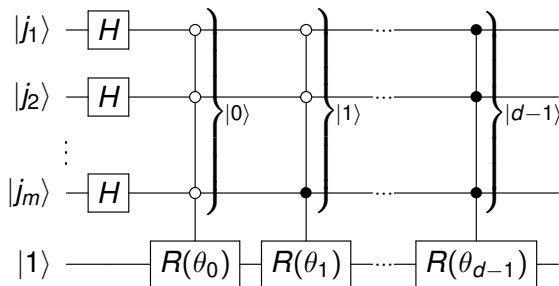 |j₁⟩ H ...
|j₂⟩ H |0⟩ |1⟩ ... |d−1⟩
⋮
|jₘ⟩ H ...
|1⟩ R(θ₀) R(θ₁) ... R(θ_{d−1})